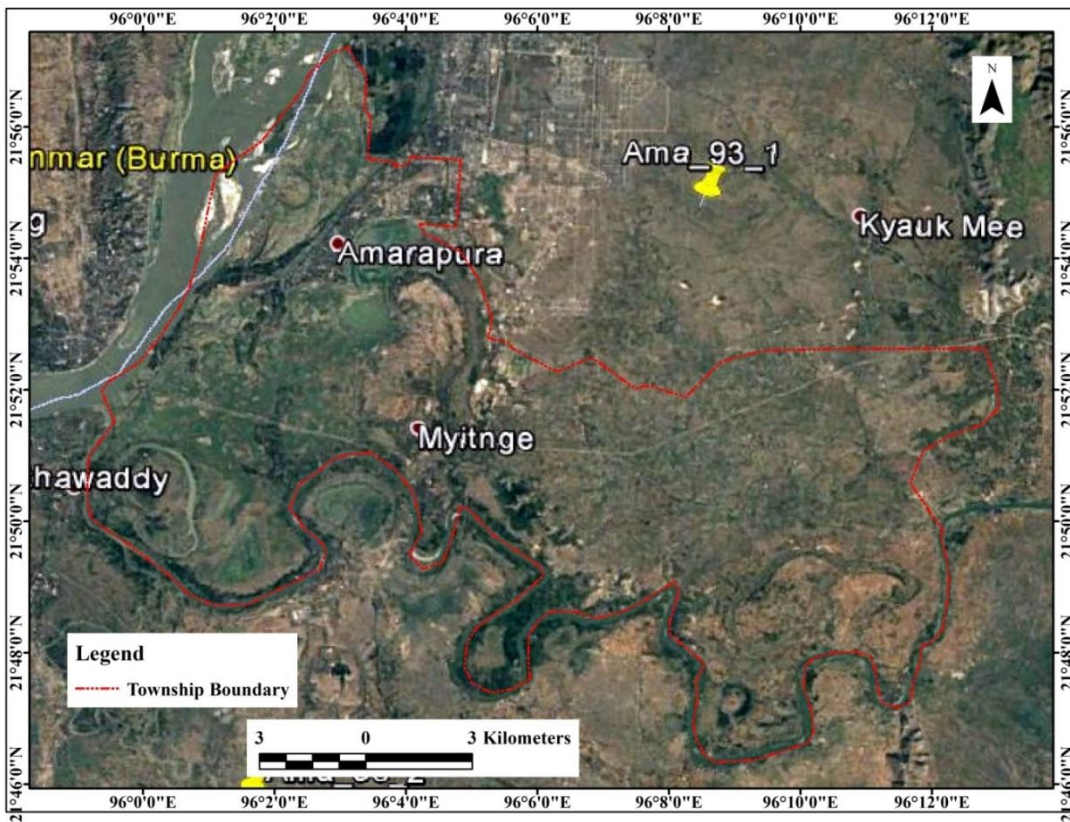 96°0'0"E 96°2'0"E 96°4'0"E 96°6'0"E 96°8'0"E 96°10'0"E 96°12'0"E
N
21°56'0"N 21°56'0"N
nmar (Burma)
Ama_93_1
g
Kyauk Mee
Amarapura
21°54'0"N 21°54'0"N
21°52'0"N 21°52'0"N
Myitnge
hawaddy
21°50'0"N 21°50'0"N
21°48'0"N 21°48'0"N
Legend
Township Boundary
3 0 3 Kilometers
21°46'0"N 21°46'0"N
96°0'0"E 96°2'0"E 96°4'0"E 96°6'0"E 96°8'0"E 96°10'0"E 96°12'0"E